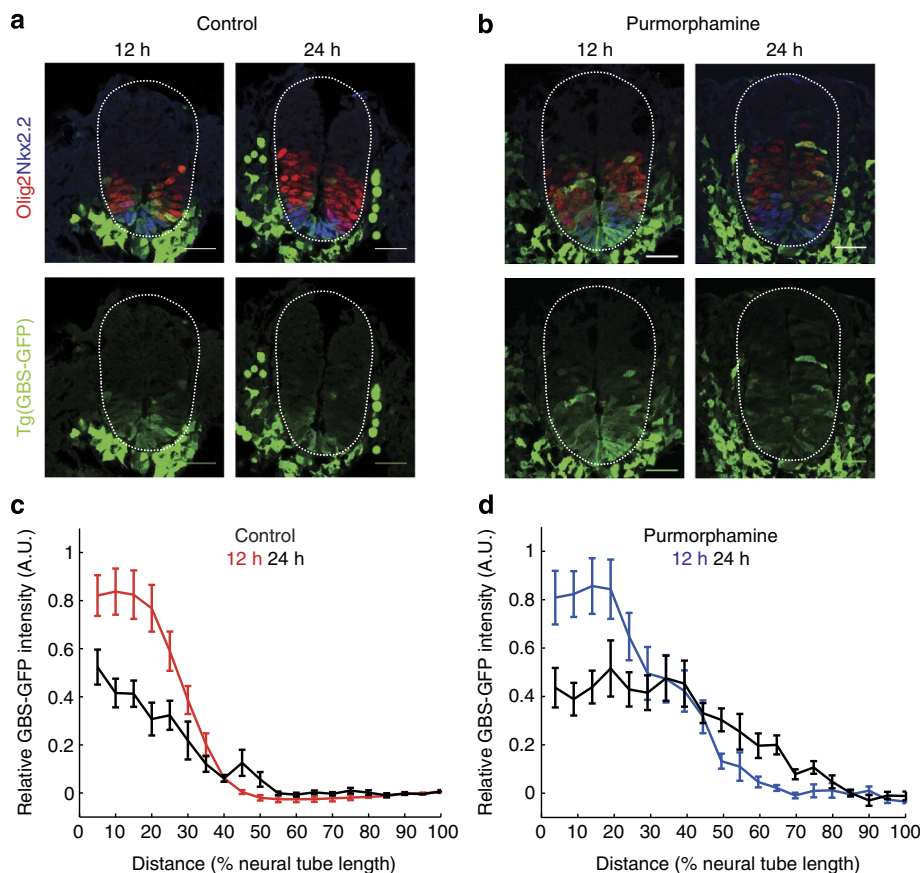 a
Control
12 h 24 h
b
Purmorphamine
12 h 24 h
Olig2Nkx2.2
Tg(GBS-GFP)
c
Control
12 h 24 h
Relative GBS-GFP intensity (A.U.)
1
0.8
0.6
0.4
0.2
0
0 10 20 30 40 50 60 70 80 90 100
Distance (% neural tube length)
d
Purmorphamine
12 h 24 h
Relative GBS-GFP intensity (A.U.)
1
0.8
0.6
0.4
0.2
0
0 10 20 30 40 50 60 70 80 90 100
Distance (% neural tube length)